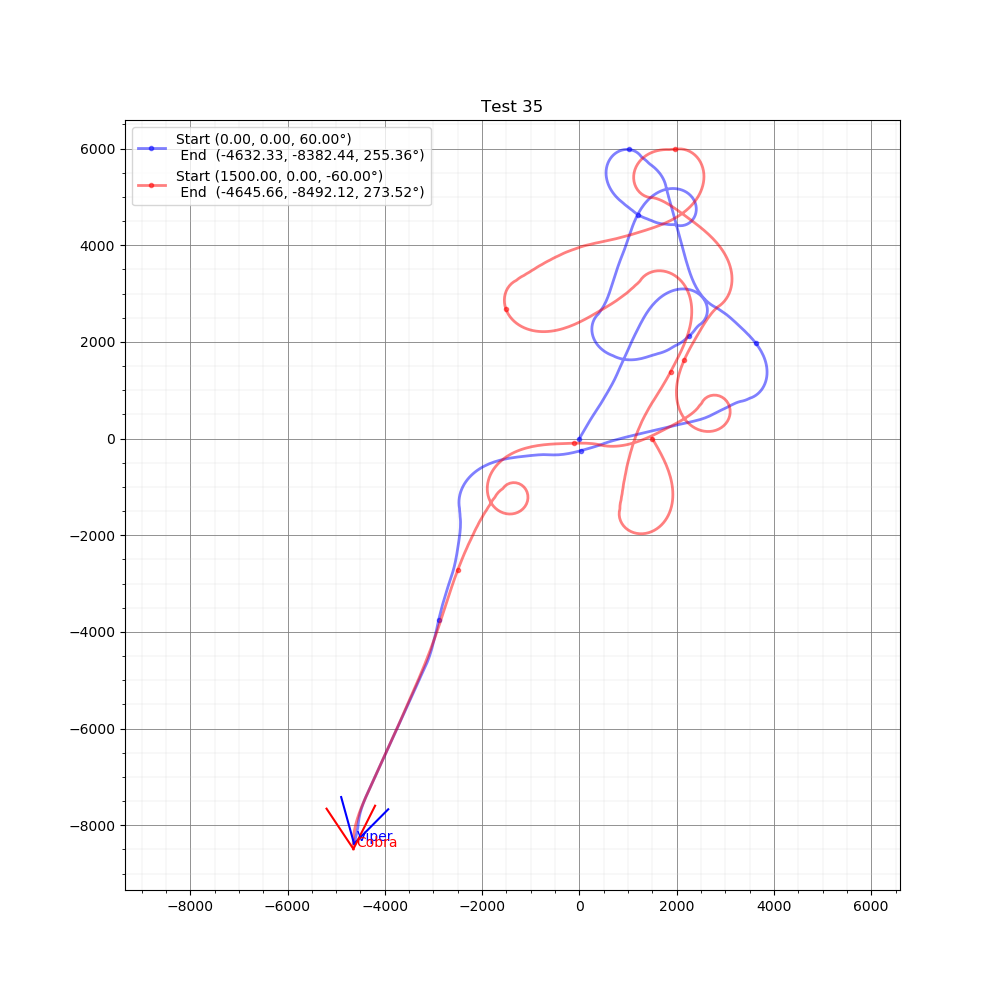 Test 35
Start (0.00, 0.00, 60.00°)
End (-4632.33, -8382.44, 255.36°)
Start (1500.00, 0.00, -60.00°)
End (-4645.66, -8492.12, 273.52°)
6000
4000
2000
0
−2000
−4000
−6000
−8000
Viper
Cobra
−8000 −6000 −4000 −2000 0 2000 4000 6000